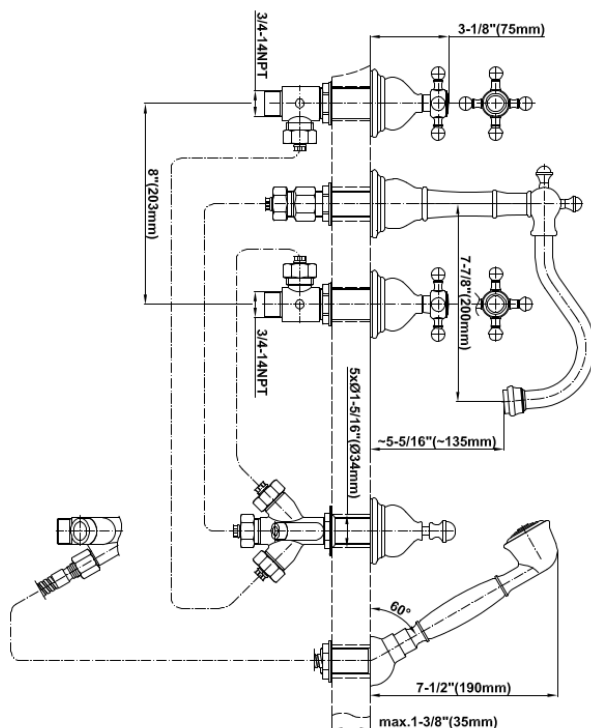 3/4-14NPT
3-1/8"(75mm)
8"(203mm)
7-7/8"(200mm)
3/4-14NPT
5xØ1-5/16"(Ø34mm)
~5-5/16"(~135mm)
60°
7-1/2"(190mm)
max.1-3/8"(35mm)